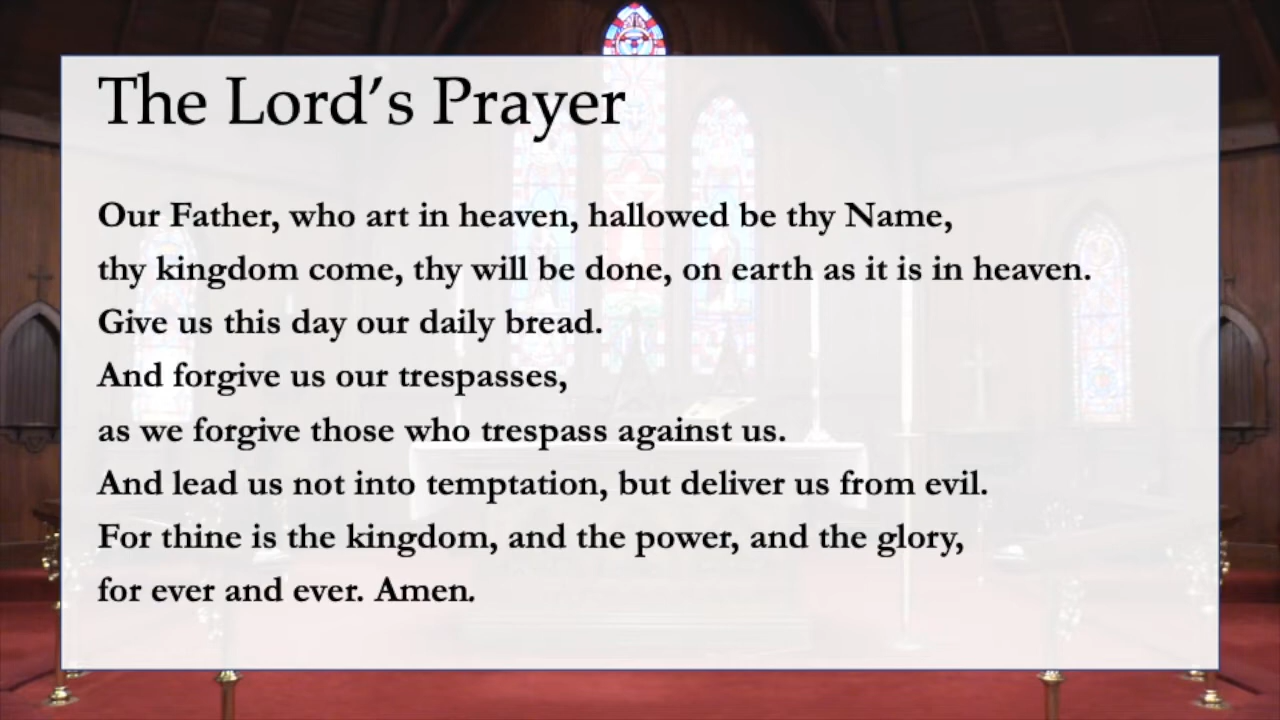 The Lord’s Prayer
Our Father, who art in heaven, hallowed be thy Name,
thy kingdom come, thy will be done, on earth as it is in heaven.
Give us this day our daily bread.
And forgive us our trespasses,
as we forgive those who trespass against us.
And lead us not into temptation, but deliver us from evil.
For thine is the kingdom, and the power, and the glory,
for ever and ever. Amen.